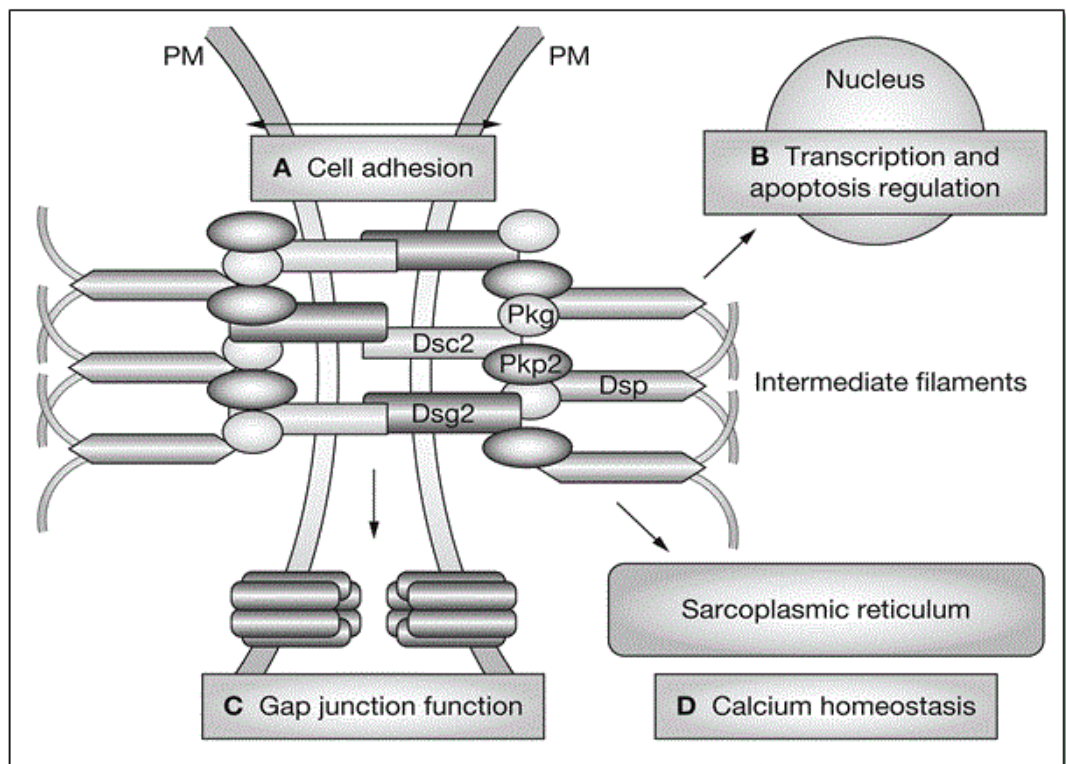 PM
PM
A Cell adhesion
Nucleus
B Transcription and
apoptosis regulation
Pkg
Dsc2
Pkp2
Dsp
Intermediate filaments
Dsg2
Sarcoplasmic reticulum
C Gap junction function
D Calcium homeostasis